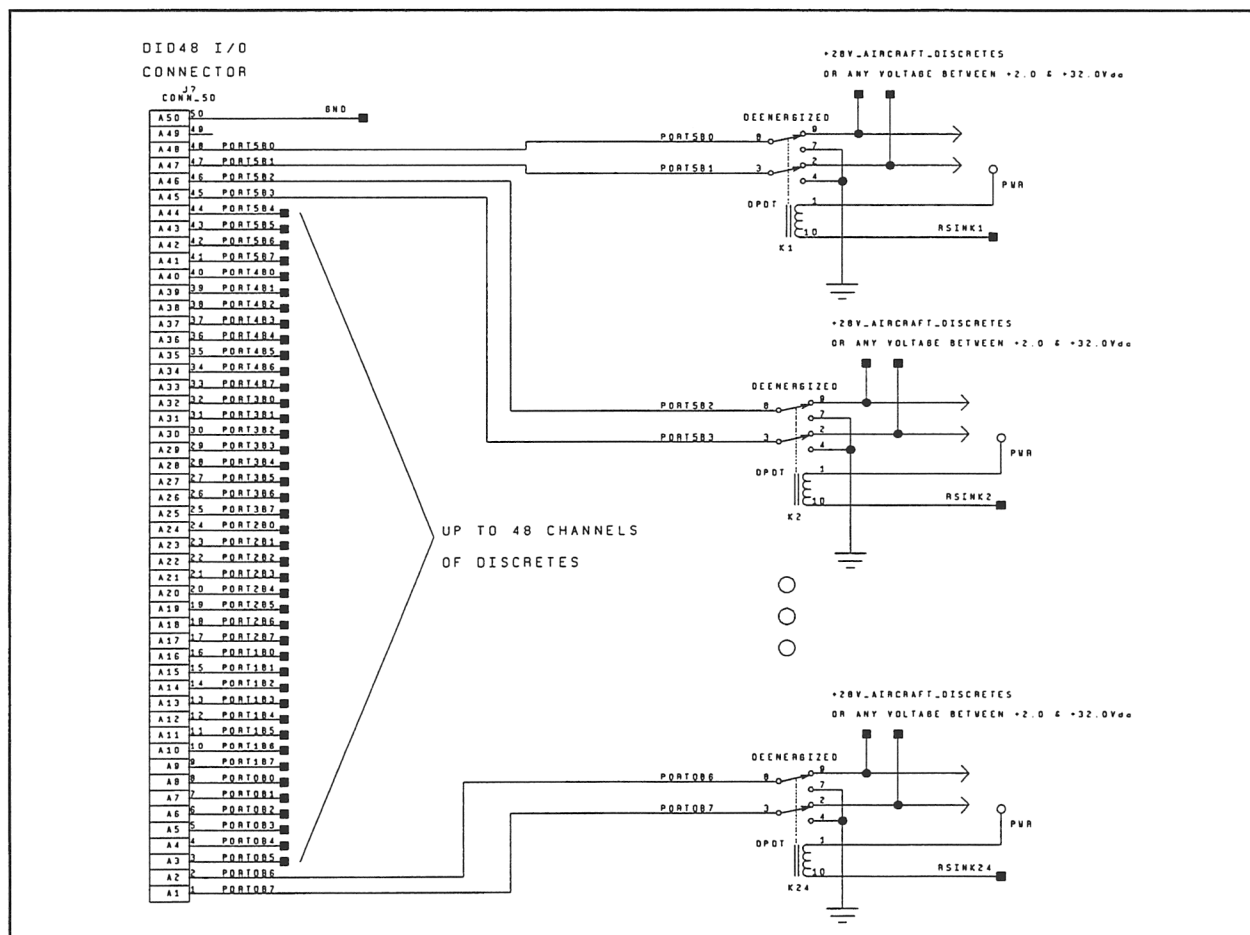 DID48 I/O
CONNECTOR
J7
CONN_50
A50 50 GND
A49 49
A48 48 PORT5B0
A47 47 PORT5B1
A46 46 PORT5B2
A45 45 PORT5B3
A44 44 PORT5B4
A43 43 PORT5B5
A42 42 PORT5B6
A41 41 PORT5B7
A40 40 PORT4B0
A39 39 PORT4B1
A38 38 PORT4B2
A37 37 PORT4B3
A36 36 PORT4B4
A35 35 PORT4B5
A34 34 PORT4B6
A33 33 PORT4B7
A32 32 PORT3B0
A31 31 PORT3B1
A30 30 PORT3B2
A29 29 PORT3B3
A28 28 PORT3B4
A27 27 PORT3B5
A26 26 PORT3B6
A25 25 PORT3B7
A24 24 PORT2B0
A23 23 PORT2B1
A22 22 PORT2B2
A21 21 PORT2B3
A20 20 PORT2B4
A19 19 PORT2B5
A18 18 PORT2B6
A17 17 PORT2B7
A16 16 PORT1B0
A15 15 PORT1B1
A14 14 PORT1B2
A13 13 PORT1B3
A12 12 PORT1B4
A11 11 PORT1B5
A10 10 PORT1B6
A9 9 PORT1B7
A8 8 PORT0B0
A7 7 PORT0B1
A6 6 PORT0B2
A5 5 PORT0B3
A4 4 PORT0B4
A3 3 PORT0B5
A2 2 PORT0B6
A1 1 PORT0B7
UP TO 48 CHANNELS
OF DISCRETES
+28V_AIRCRAFT_DISCRETES
OR ANY VOLTAGE BETWEEN +2.0 & +32.0Vdc
DEENERGIZED
PORT5B0 8 9
7
PORT5B1 3 2
4
PWR
DPDT 1
10 RSINK1
K1
+28V_AIRCRAFT_DISCRETES
OR ANY VOLTAGE BETWEEN +2.0 & +32.0Vdc
DEENERGIZED
PORT5B2 8 9
7
PORT5B3 3 2
4
PWR
DPDT 1
10 RSINK2
K2
+28V_AIRCRAFT_DISCRETES
OR ANY VOLTAGE BETWEEN +2.0 & +32.0Vdc
DEENERGIZED
PORT0B6 8 9
7
PORT0B7 3 2
4
PWR
DPDT 1
10 RSINK24
K24